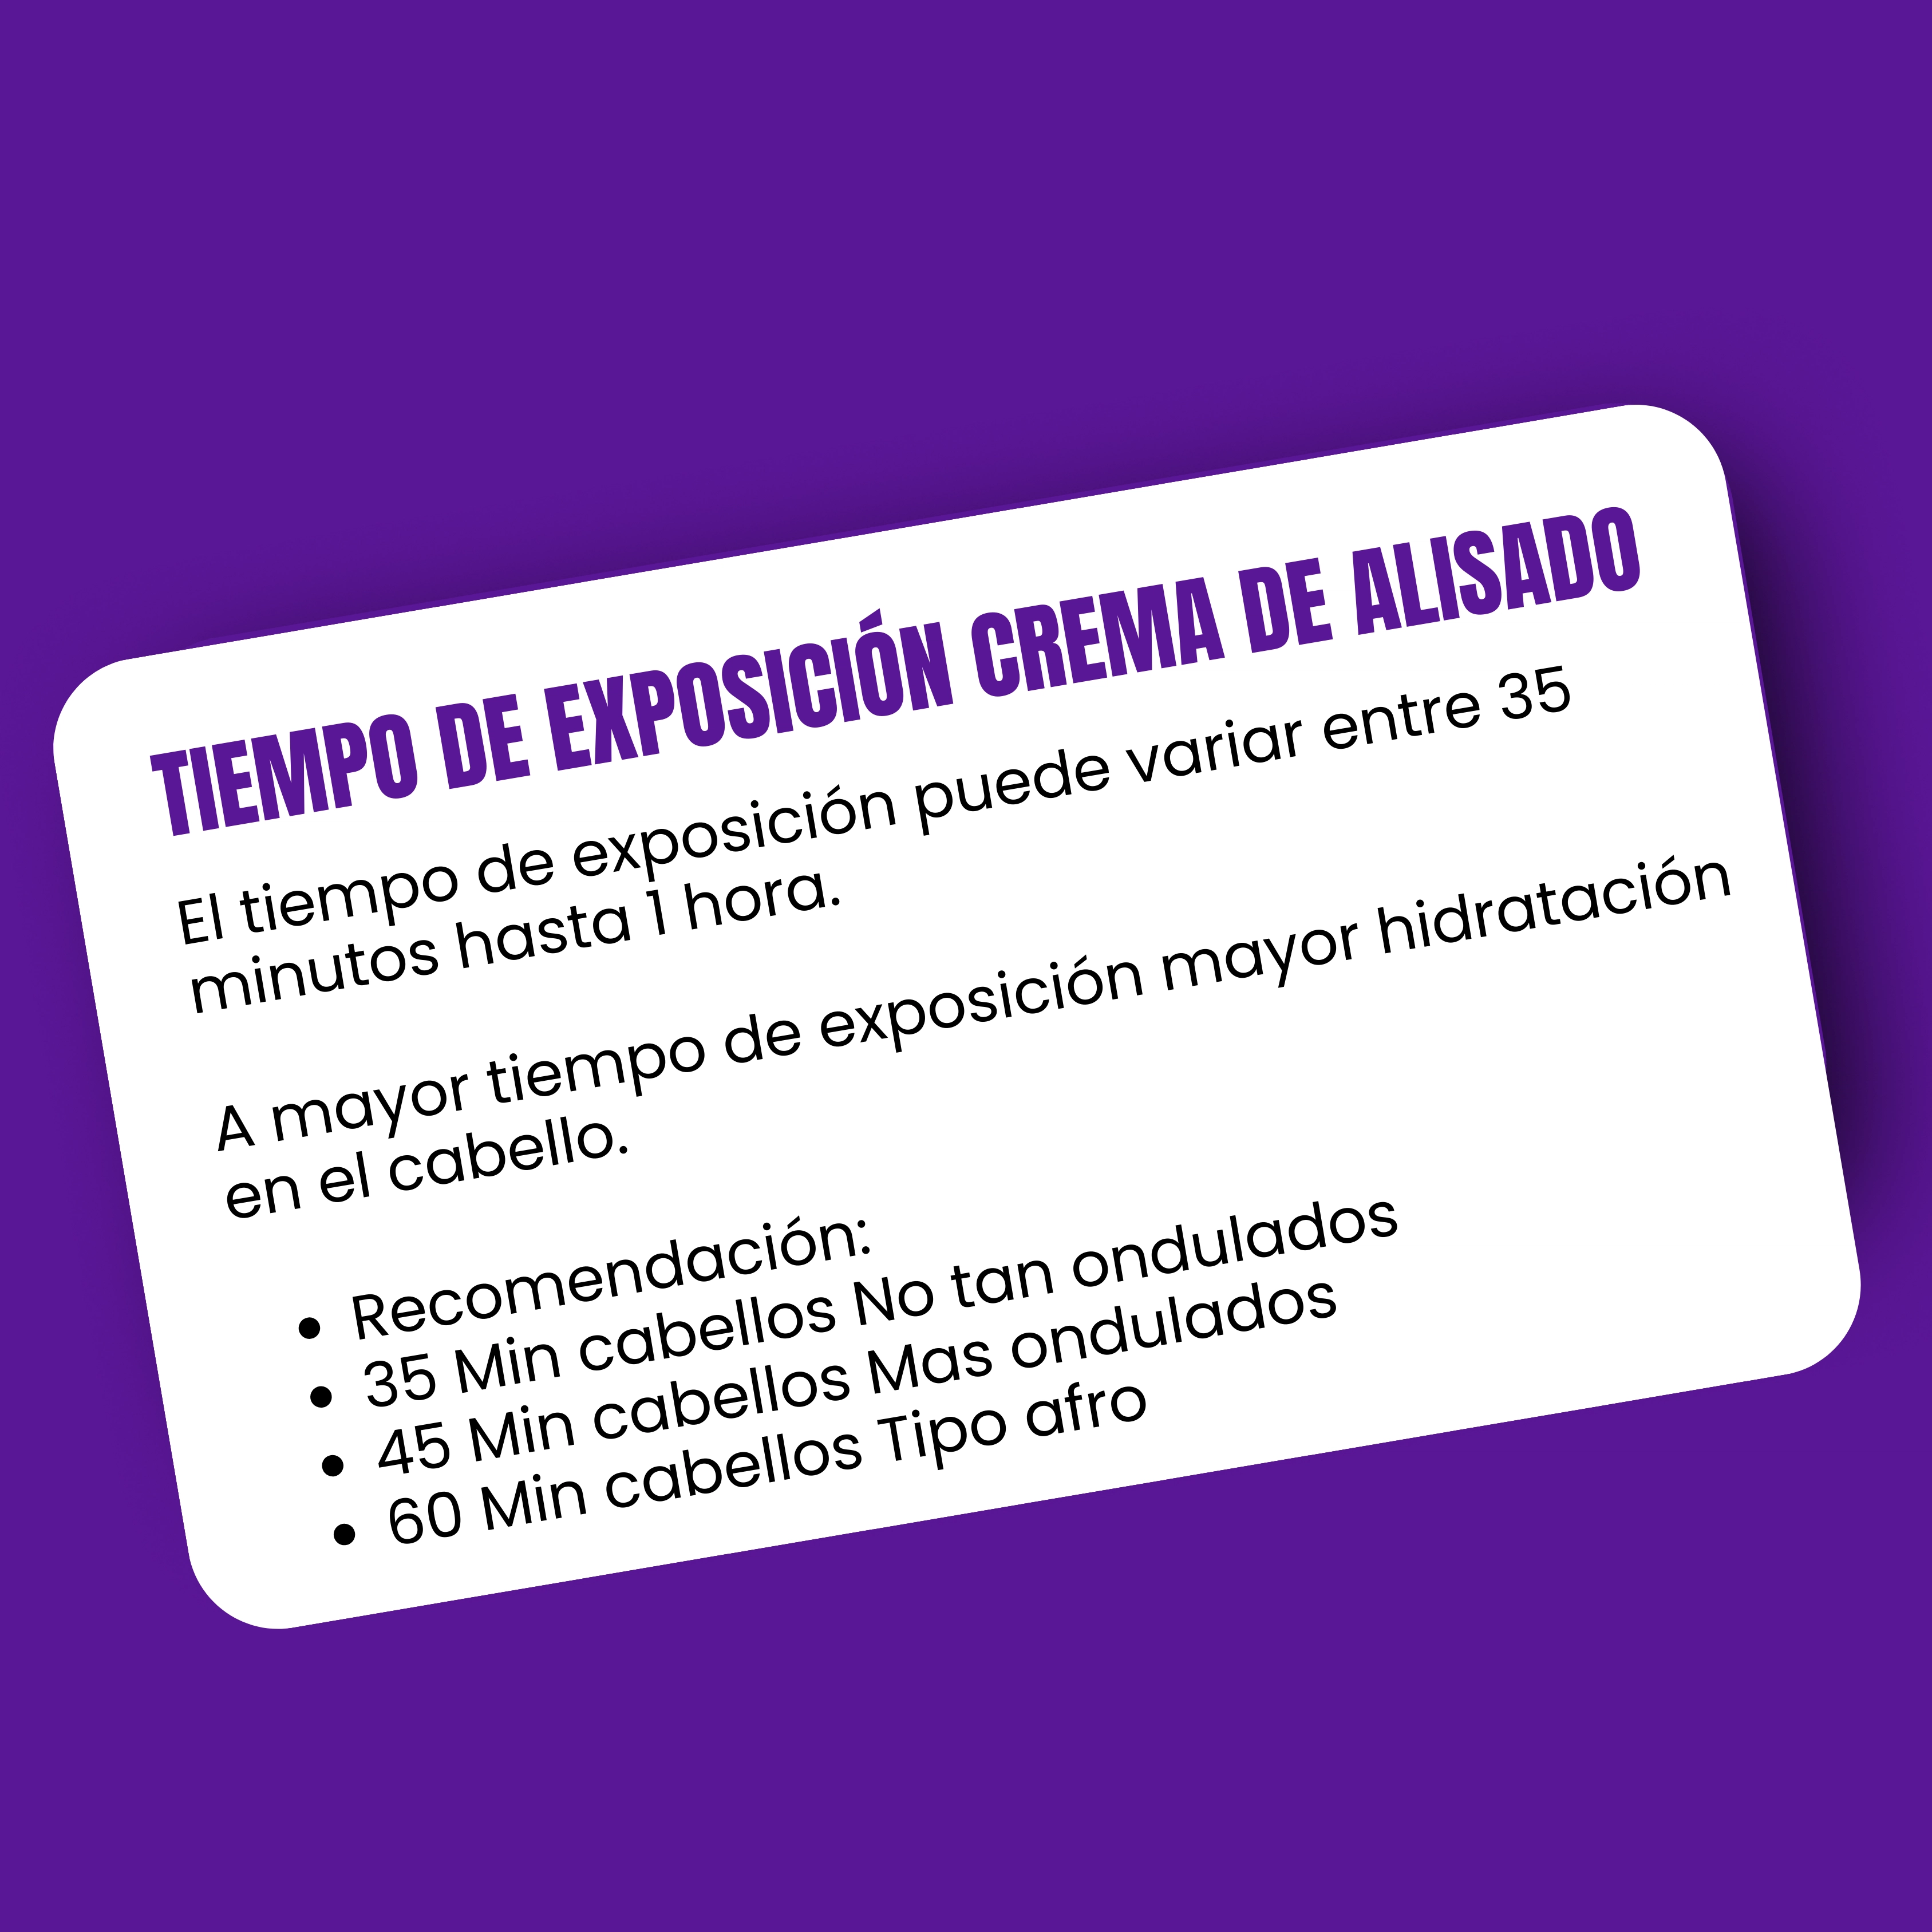 TIEMPO DE EXPOSICIÓN CREMA DE ALISADO
El tiempo de exposición puede variar entre 35
minutos hasta 1 hora.
A mayor tiempo de exposición mayor hidratación
en el cabello.
• Recomendación:
• 35 Min cabellos No tan ondulados
• 45 Min cabellos Mas ondulados
• 60 Min cabellos Tipo afro